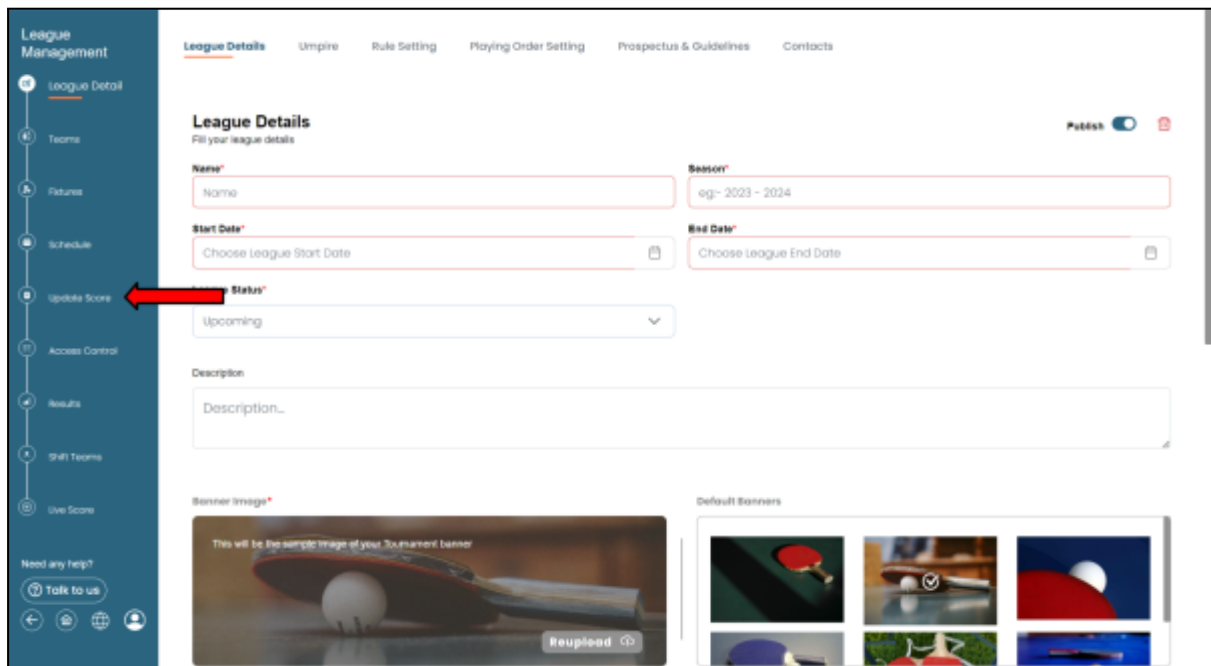 League
Management
League Detail
Teams
Fixtures
Schedule
Update Score
Access Control
Results
Shift Teams
Live Score
Need any help?
Talk to us
League Details Umpire Rule Setting Playing Order Setting Prospectus & Guidelines Contacts
League Details
Fill your league details
Publish
Name* Season*
Name eg:- 2023 - 2024
Start Date* End Date*
Choose League Start Date Choose League End Date
Status*
Upcoming
Description
Description...
Banner Image* Default Banners
This will be the sample image of your Tournament banner
Reupload